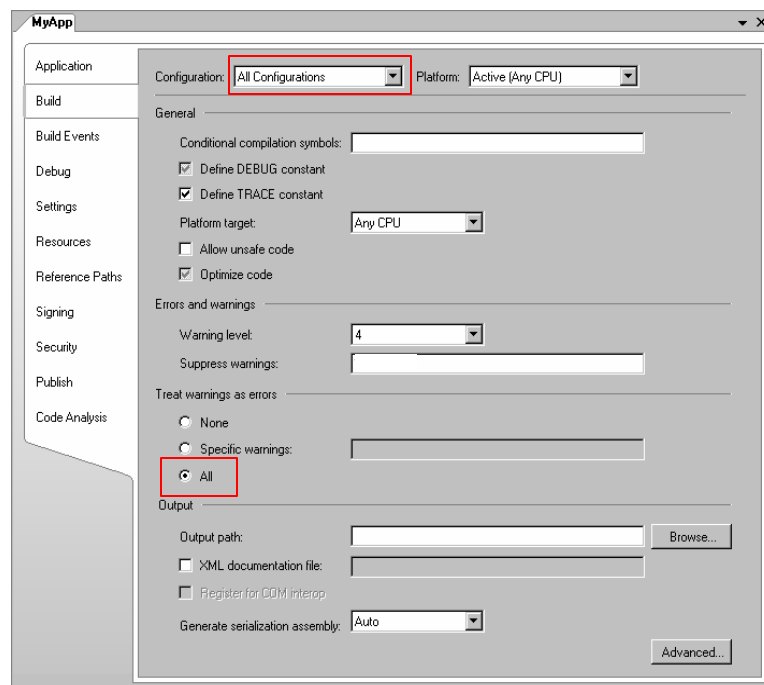 MyApp
Application
Build
Build Events
Debug
Settings
Resources
Reference Paths
Signing
Security
Publish
Code Analysis
Configuration: All Configurations Platform: Active (Any CPU)
General
Conditional compilation symbols:
Define DEBUG constant
Define TRACE constant
Platform target: Any CPU
Allow unsafe code
Optimize code
Errors and warnings
Warning level: 4
Suppress warnings:
Treat warnings as errors
None
Specific warnings:
All
Output
Output path: Browse...
XML documentation file:
Register for COM interop
Generate serialization assembly: Auto
Advanced...